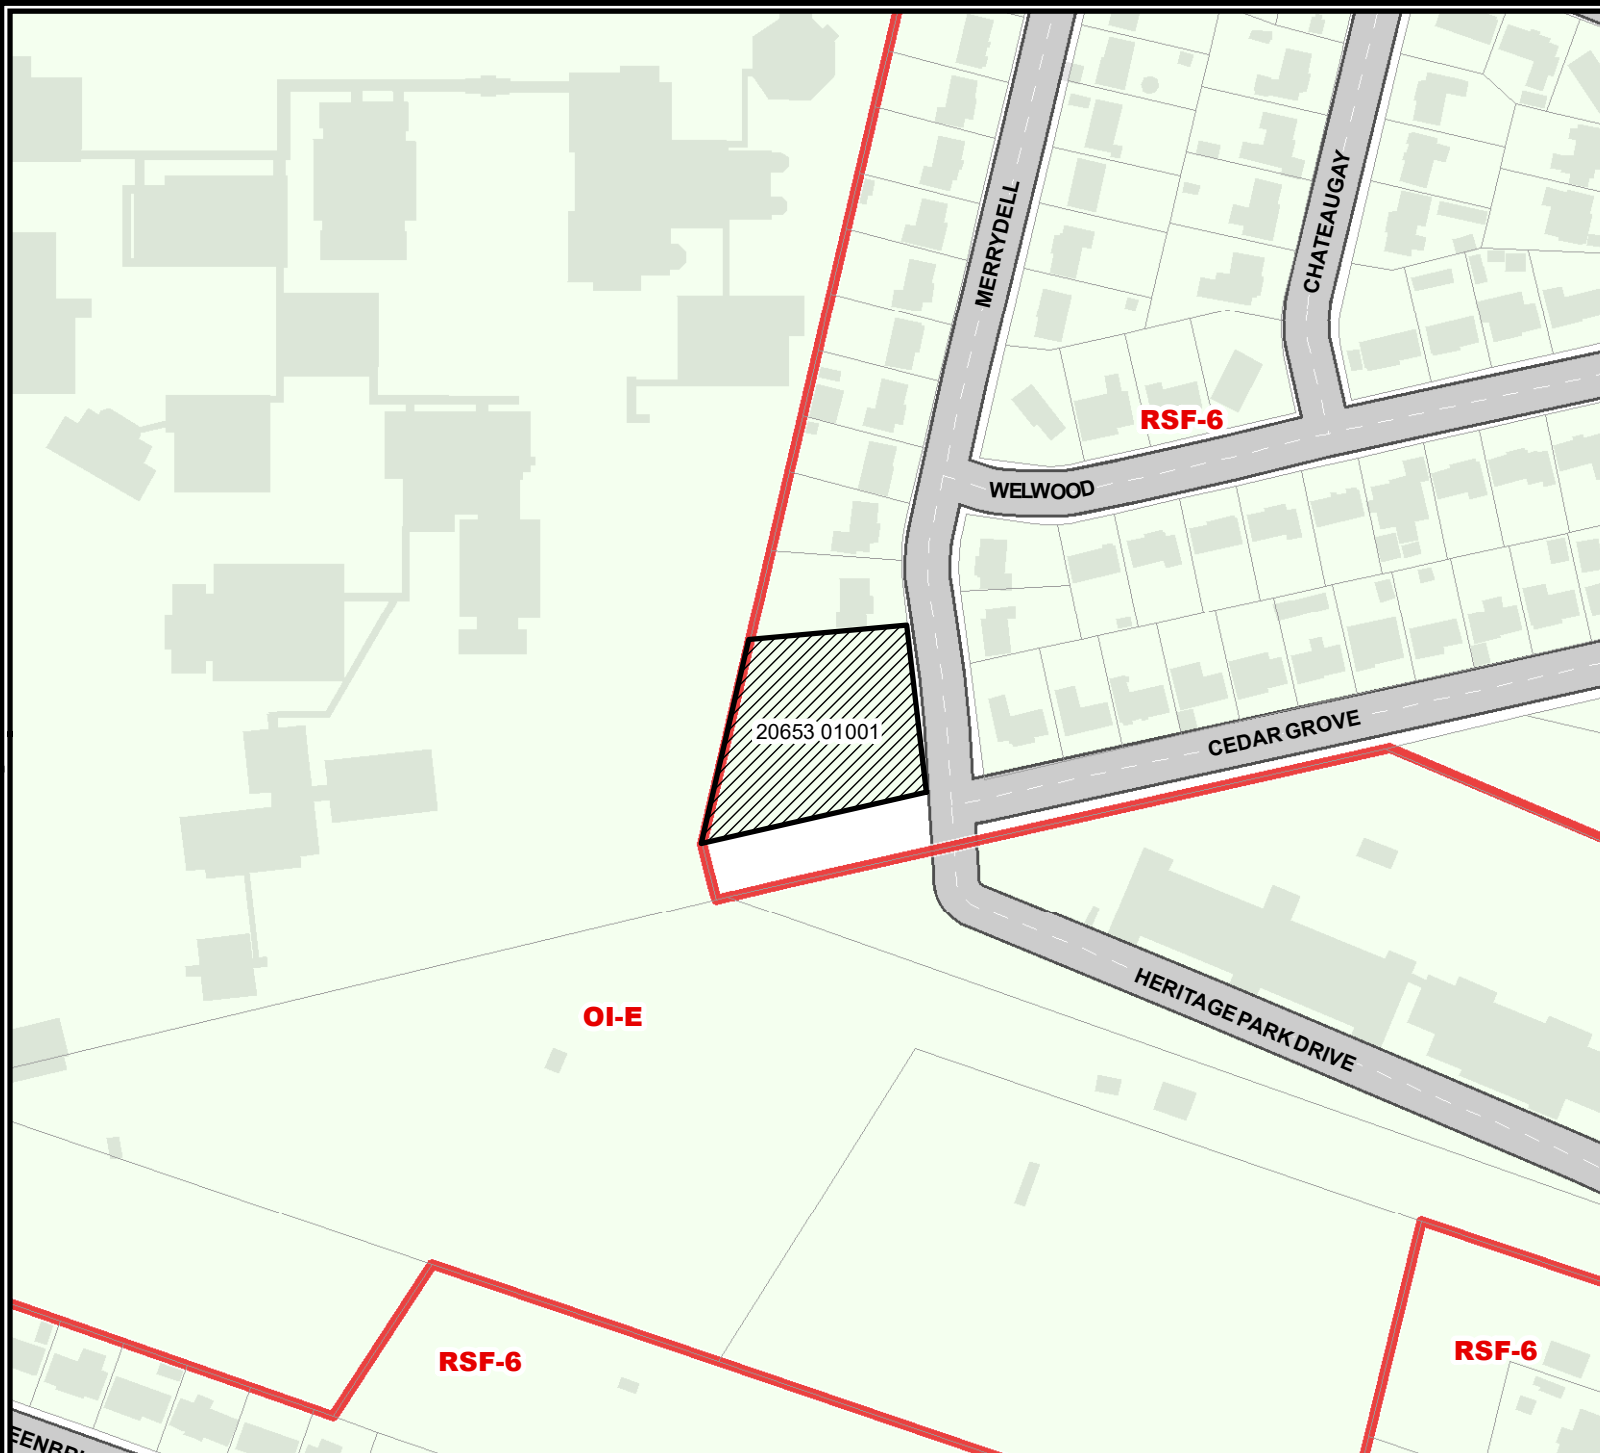 MERRYDELL
CHATEAUGAY
RSF-6
WELWOOD
20653 01001
CEDAR GROVE
HERITAGE PARK DRIVE
OI-E
RSF-6
RSF-6